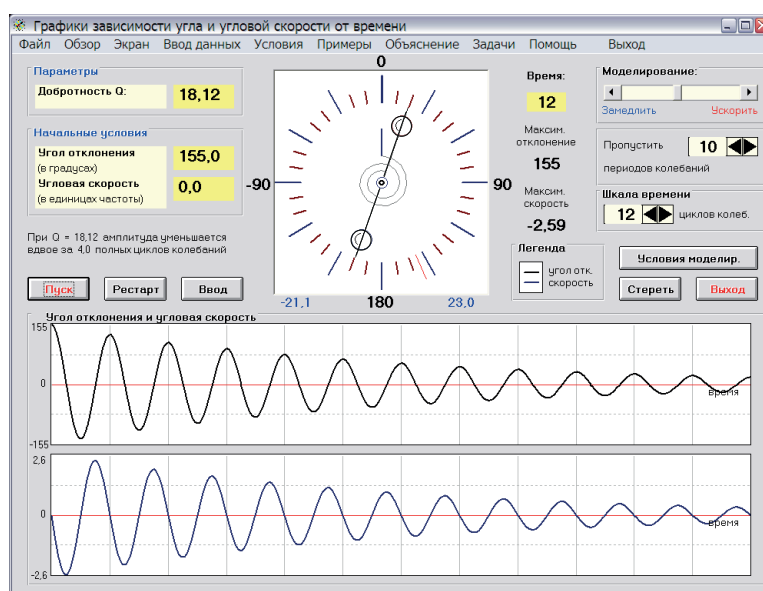 Графики зависимости угла и угловой скорости от времени
Файл Обзор Экран Ввод данных Условия Примеры Объяснение Задачи Помощь Выход
Параметры
Добротность Q: 18,12
Начальные условия
Угол отклонения 155,0
(в градусах)
Угловая скорость 0,0
(в единицах частоты)
При Q = 18,12 амплитуда уменьшается
вдвое за 4,0 полных циклов колебаний
Пуск Рестарт Ввод
0
-90 90
-21,1 180 23,0
Время:
12
Максим.
отклонение
155
Максим.
скорость
-2,59
Легенда
угол отк.
скорость
Моделирование:
Замедлить Ускорить
Пропустить 10
периодов колебаний
Шкала времени
12 циклов колеб.
Условия моделир.
Стереть Выход
Угол отклонения и угловая скорость
155
0
время
-155
2,6
0
время
-2,6